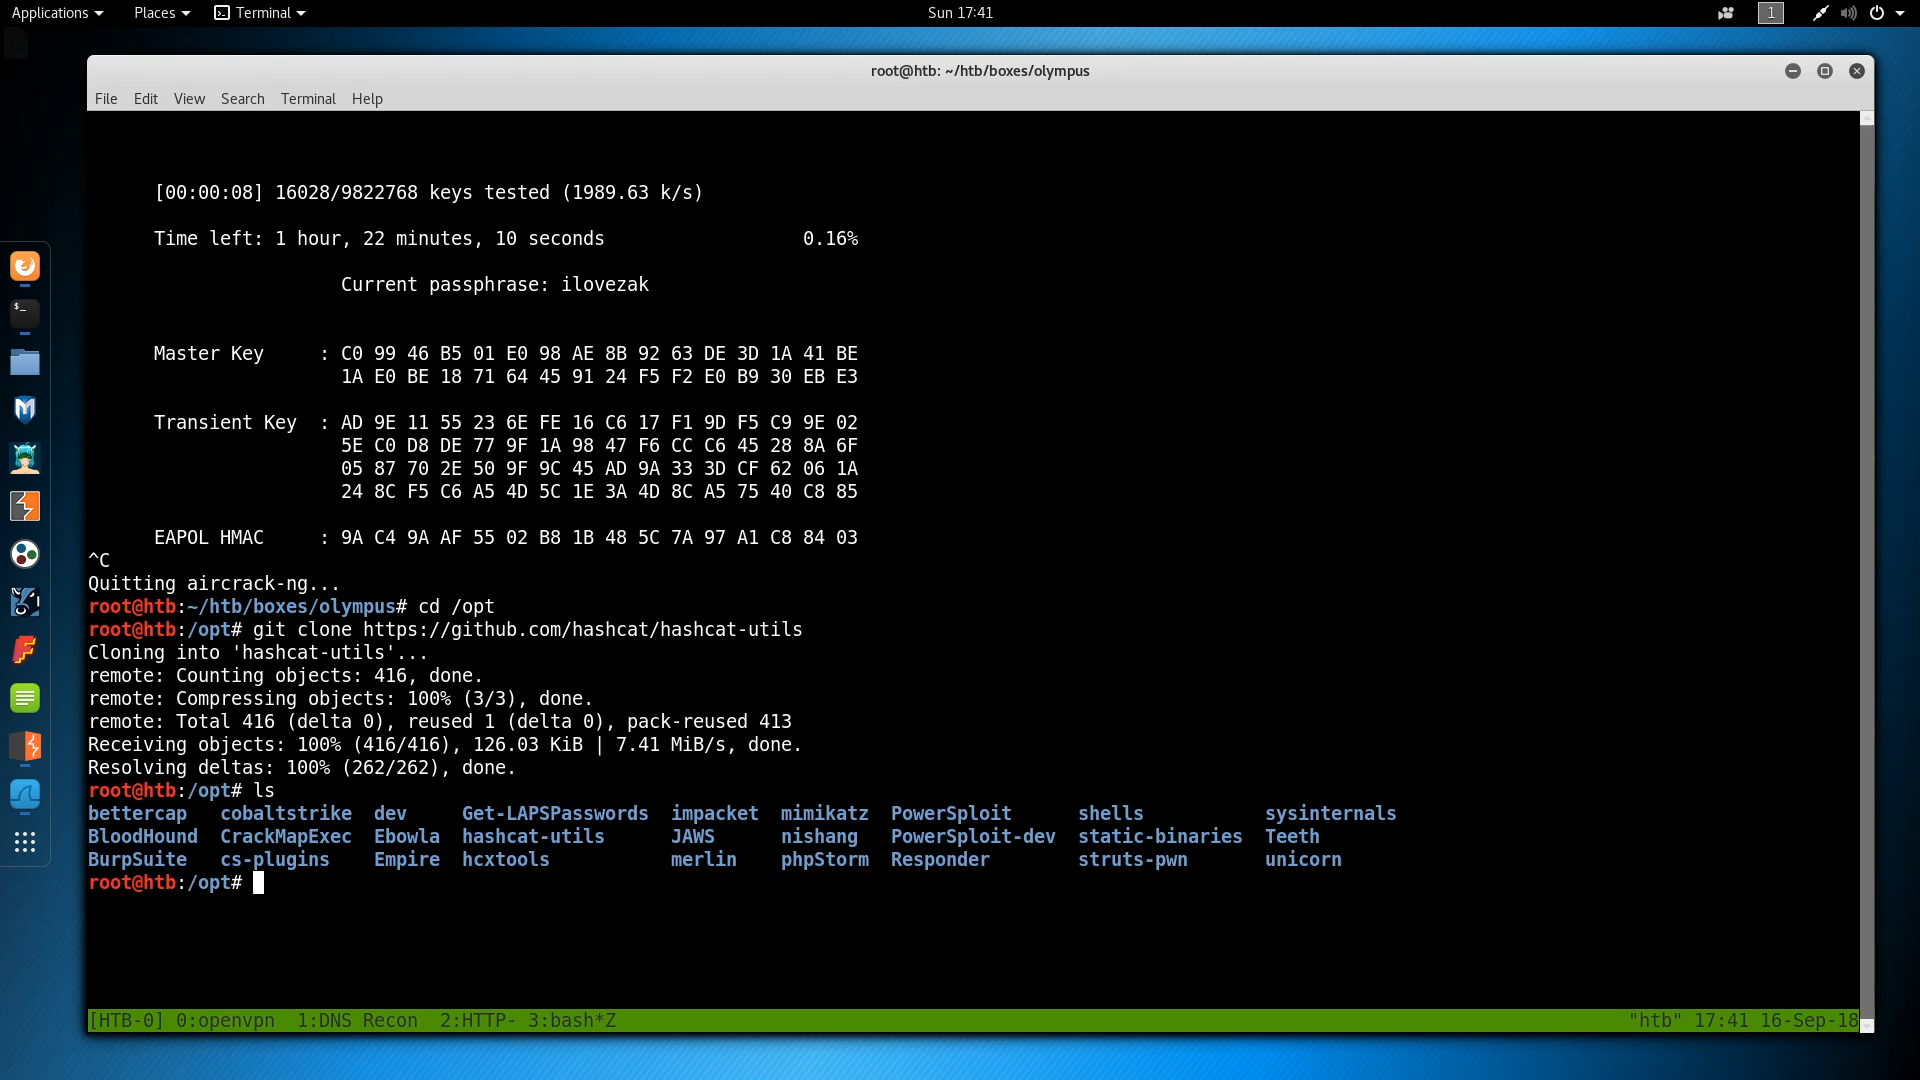 Applications Places Terminal Sun 17:41 1
root@htb: ~/htb/boxes/olympus
File Edit View Search Terminal Help
[00:00:08] 16028/9822768 keys tested (1989.63 k/s)
Time left: 1 hour, 22 minutes, 10 seconds 0.16%
Current passphrase: ilovezak
Master Key : C0 99 46 B5 01 E0 98 AE 8B 92 63 DE 3D 1A 41 BE
1A E0 BE 18 71 64 45 91 24 F5 F2 E0 B9 30 EB E3
Transient Key : AD 9E 11 55 23 6E FE 16 C6 17 F1 9D F5 C9 9E 02
5E C0 D8 DE 77 9F 1A 98 47 F6 CC C6 45 28 8A 6F
05 87 70 2E 50 9F 9C 45 AD 9A 33 3D CF 62 06 1A
24 8C F5 C6 A5 4D 5C 1E 3A 4D 8C A5 75 40 C8 85
EAPOL HMAC : 9A C4 9A AF 55 02 B8 1B 48 5C 7A 97 A1 C8 84 03
^C
Quitting aircrack-ng...
root@htb:~/htb/boxes/olympus# cd /opt
root@htb:/opt# git clone https://github.com/hashcat/hashcat-utils
Cloning into 'hashcat-utils'...
remote: Counting objects: 416, done.
remote: Compressing objects: 100% (3/3), done.
remote: Total 416 (delta 0), reused 1 (delta 0), pack-reused 413
Receiving objects: 100% (416/416), 126.03 KiB | 7.41 MiB/s, done.
Resolving deltas: 100% (262/262), done.
root@htb:/opt# ls
bettercap cobaltstrike dev Get-LAPSPasswords impacket mimikatz PowerSploit shells sysinternals
BloodHound CrackMapExec Ebowla hashcat-utils JAWS nishang PowerSploit-dev static-binaries Teeth
BurpSuite cs-plugins Empire hcxtools merlin phpStorm Responder struts-pwn unicorn
root@htb:/opt#
[HTB-0] 0:openvpn 1:DNS Recon 2:HTTP- 3:bash*Z "htb" 17:41 16-Sep-18